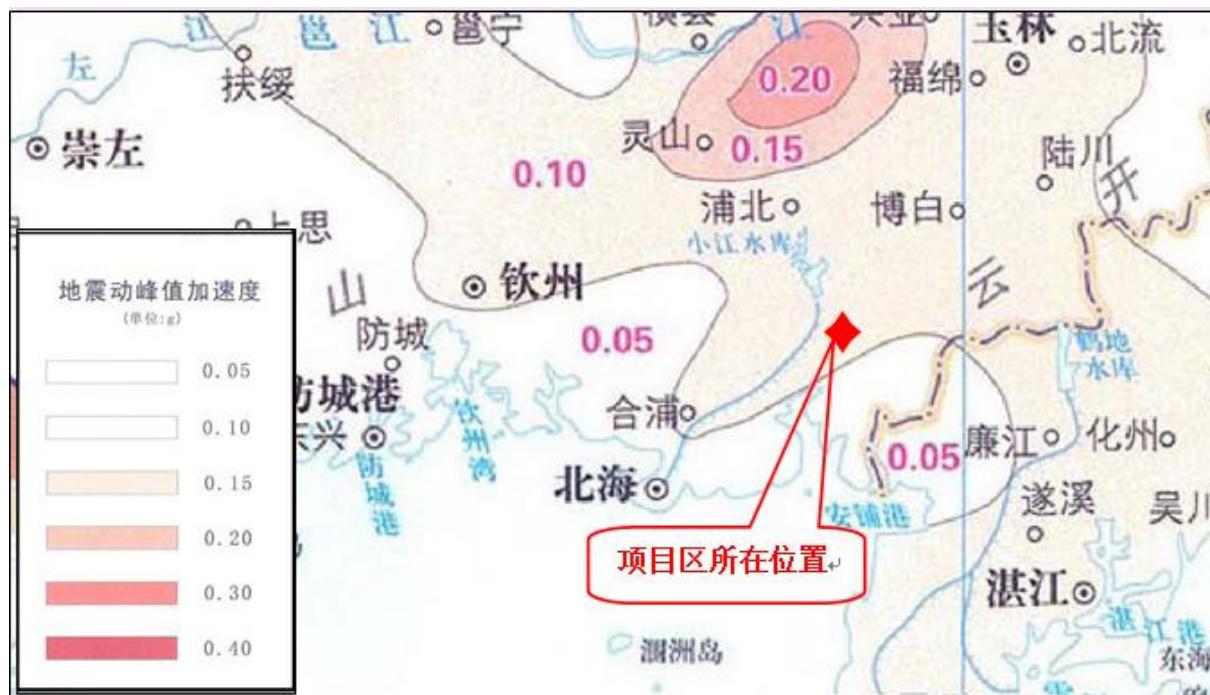 江
邕
江
邕宁
横县
江
兴业
玉林
北流
左
扶绥
0.20
福绵
崇左
灵山
0.15
陆川
0.10
开
浦北
博白
上思
小江水库
云
钦州
山
地震动峰值加速度
(单位:g)
防城
0.05
鹤地
水库
0.05
0.10
0.15
0.20
0.30
0.40
防城港
东兴
钦州湾
合浦
0.05
廉江
化州
防城港
北海
安铺港
遂溪
吴川
项目区所在位置
湛江
湛江港
涠洲岛
东海